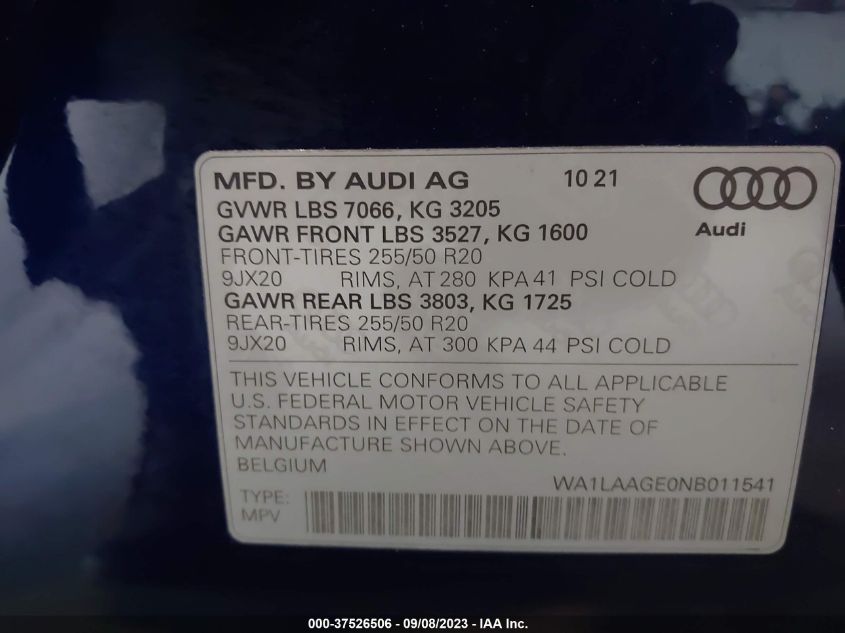 MFD. BY AUDI AG 10 21
GVWR LBS 7066, KG 3205
GAWR FRONT LBS 3527, KG 1600
Audi
FRONT-TIRES 255/50 R20
9JX20 RIMS, AT 280 KPA 41 PSI COLD
GAWR REAR LBS 3803, KG 1725
REAR-TIRES 255/50 R20
9JX20 RIMS, AT 300 KPA 44 PSI COLD
THIS VEHICLE CONFORMS TO ALL APPLICABLE
U.S. FEDERAL MOTOR VEHICLE SAFETY
STANDARDS IN EFFECT ON THE DATE OF
MANUFACTURE SHOWN ABOVE.
BELGIUM
WA1LAAGE0NB011541
TYPE:
MPV
000-37526506 - 09/08/2023 - IAA Inc.